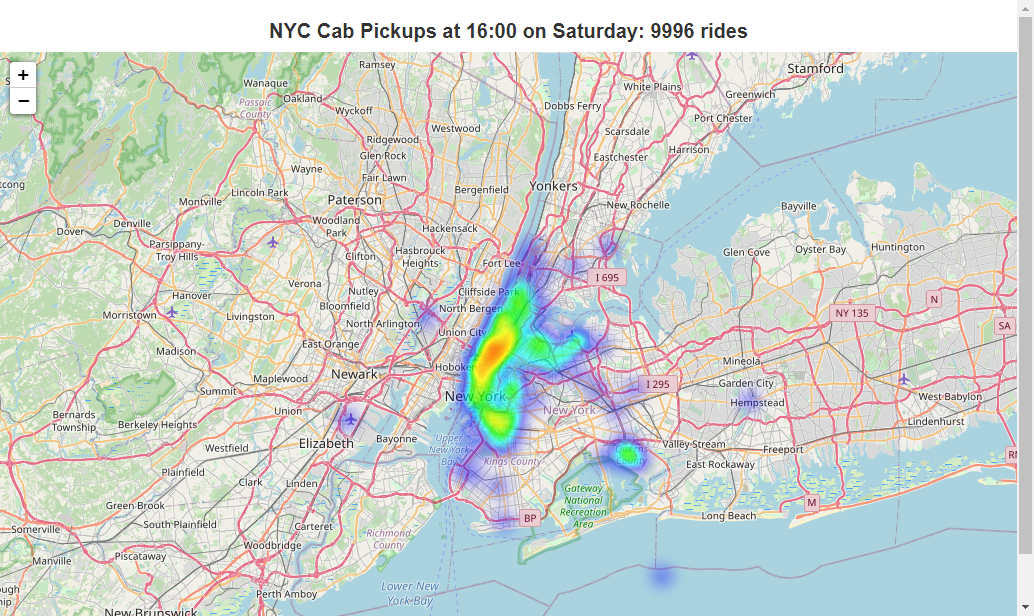 NYC Cab Pickups at 16:00 on Saturday: 9996 rides
+
−
Ramsey
Stamford
Wanaque
White Plains
Greenwich
Oakland
Passaic
County
Wyckoff
Dobbs Ferry
Port Chester
Westwood
Scarsdale
Ridgewood
Glen Rock
Eastchester
Harrison
Wayne
Fair Lawn
Bergenfield
Yonkers
Lincoln Park
Paterson
Montville
New Rochelle
Bayville
Denville
Dover
Woodland
Park
Hackensack
Parsippany-
Troy Hills
Clifton
Hasbrouck
Heights
Fort Lee
Glen Cove
Oyster Bay
Huntington
I 695
Verona
Nutley
Cliffside Park
Hanover
Bloomfield
North Bergen
N
Morristown
Livingston
North Arlington
Union City
NY 135
SA
East Orange
Madison
Mineola
Newark
Hoboken
Maplewood
Summit
I 295
Garden City
New York
Union
New York
Hempstead
West Babylon
Bernards
Township
Berkeley Heights
Elizabeth
Bayonne
Upper
New York
Bay
Lindenhurst
Westfield
Kings County
Queens
County
Valley Stream
Freeport
East Rockaway
Plainfield
Clark
Linden
Gateway
National
Recreation
Area
M
Green Brook
South Plainfield
BP
Long Beach
Somerville
Carteret
Richmond
County
Woodbridge
Piscataway
Manville
Perth Amboy
Lower New
York Bay
New Brunswick